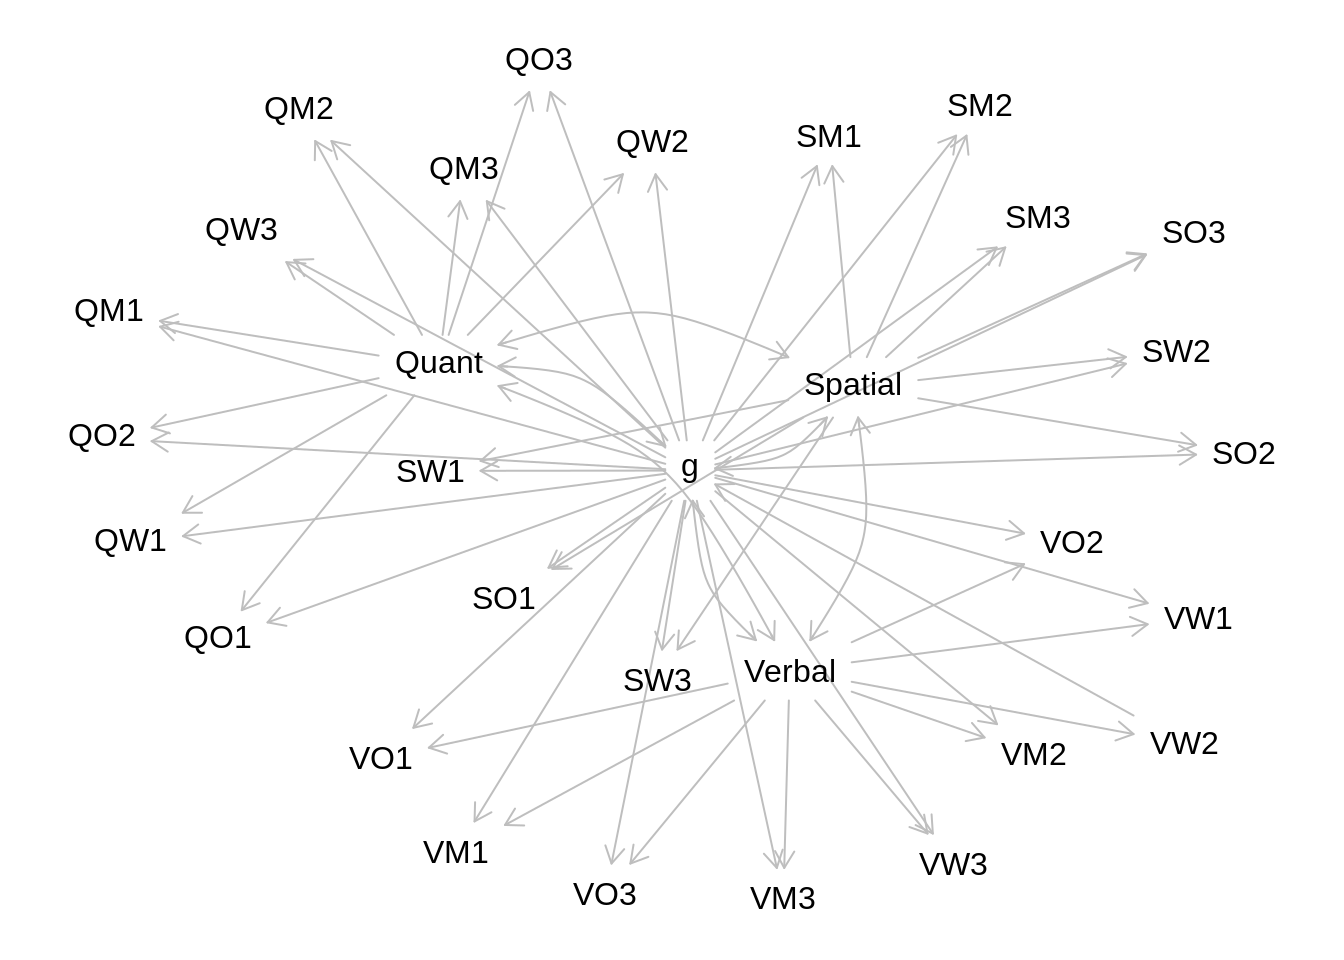 QO3
QM2
SM2
SM1
QW2
QM3
SM3
QW3
SO3
QM1
SW2
Quant
Spatial
QO2
SO2
g
SW1
QW1
VO2
SO1
VW1
QO1
Verbal
SW3
VW2
VM2
VO1
VM1
VW3
VO3
VM3